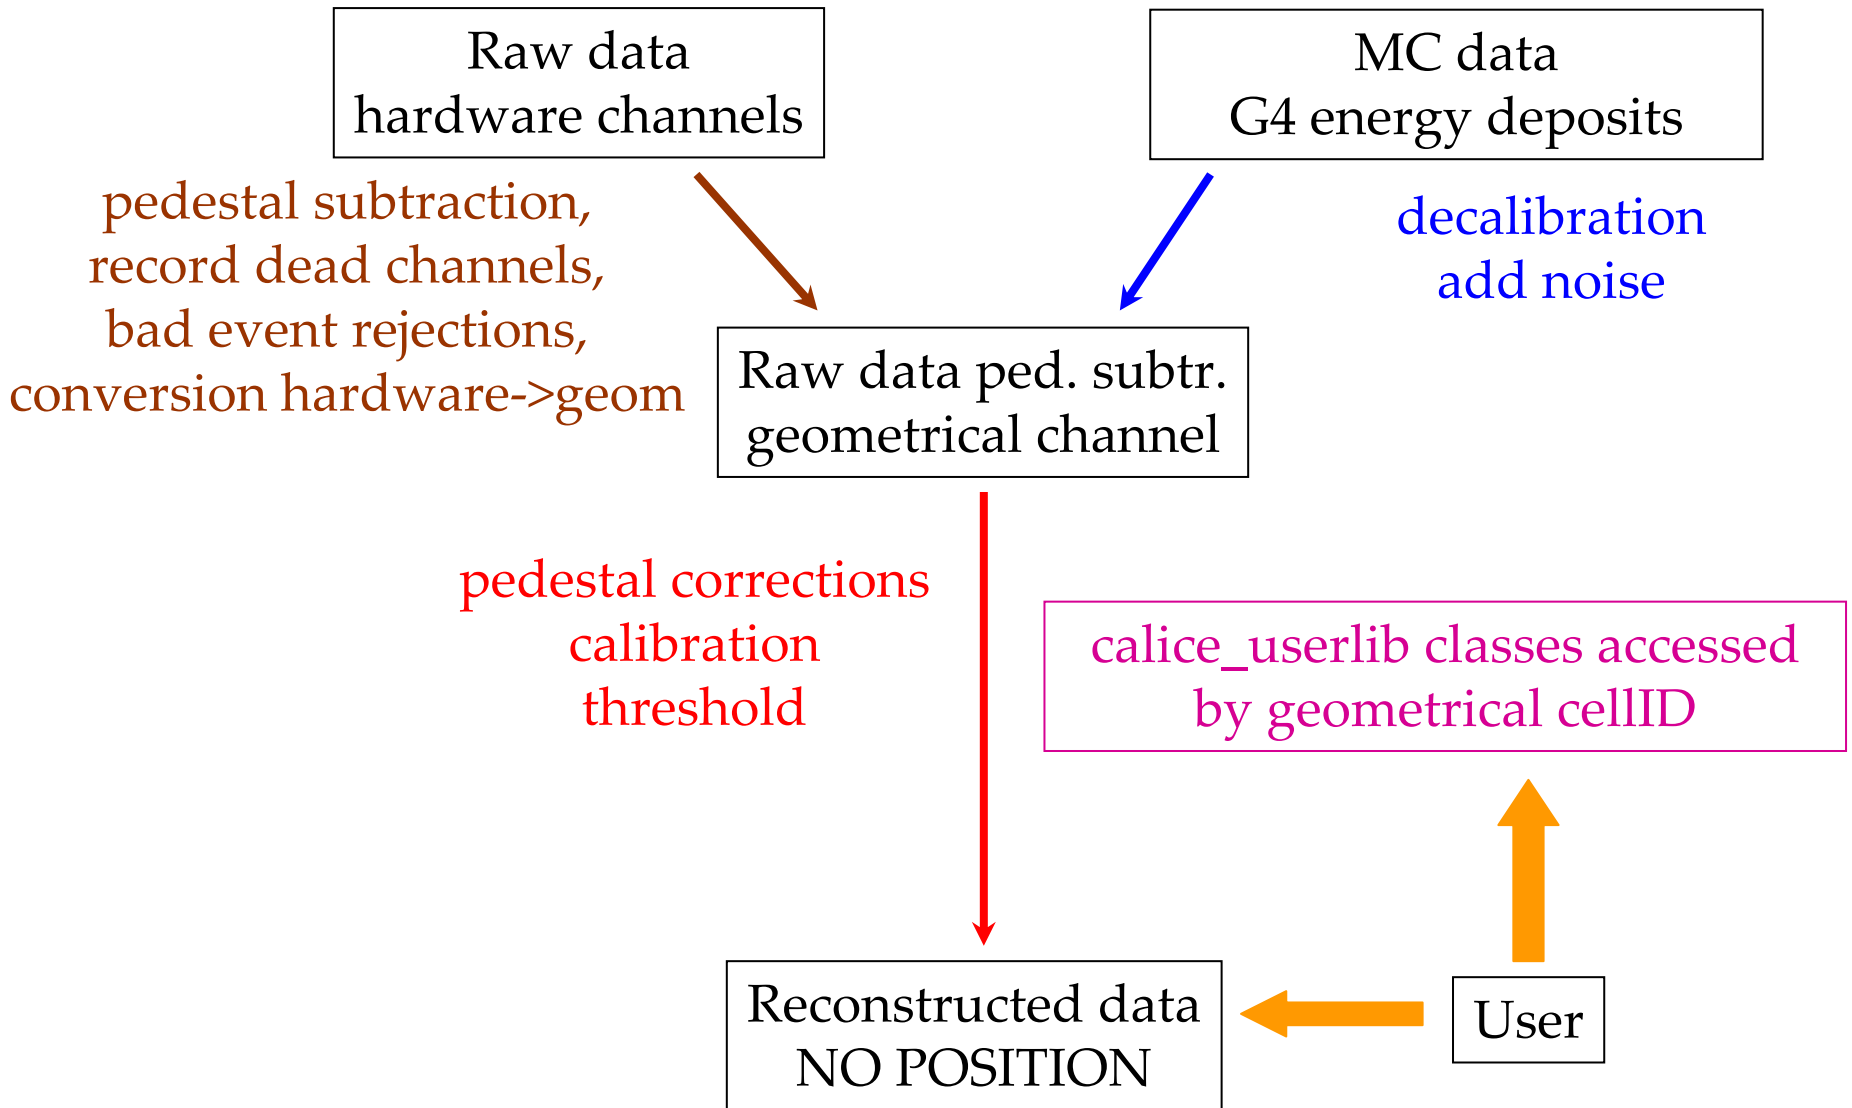 Raw data
hardware channels
MC data
G4 energy deposits
pedestal subtraction,
record dead channels,
bad event rejections,
conversion hardware->geom
decalibration
add noise
Raw data ped. subtr.
geometrical channel
pedestal corrections
calibration
threshold
calice_userlib classes accessed
by geometrical cellID
Reconstructed data
NO POSITION
User